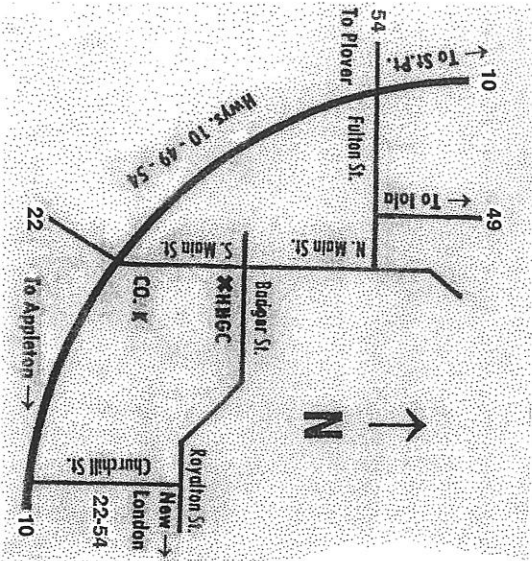 54
To Plover
← To St.Pt.
10
Fulton St.
Hwys. 10 - 49 - 54
← To Iola
49
N. Main St.
S. Main St.
22
CO. K
✖HHGC
Badger St.
To Appleton →
N
Churchill St.
Royalton St.
New →
London
22-54
10